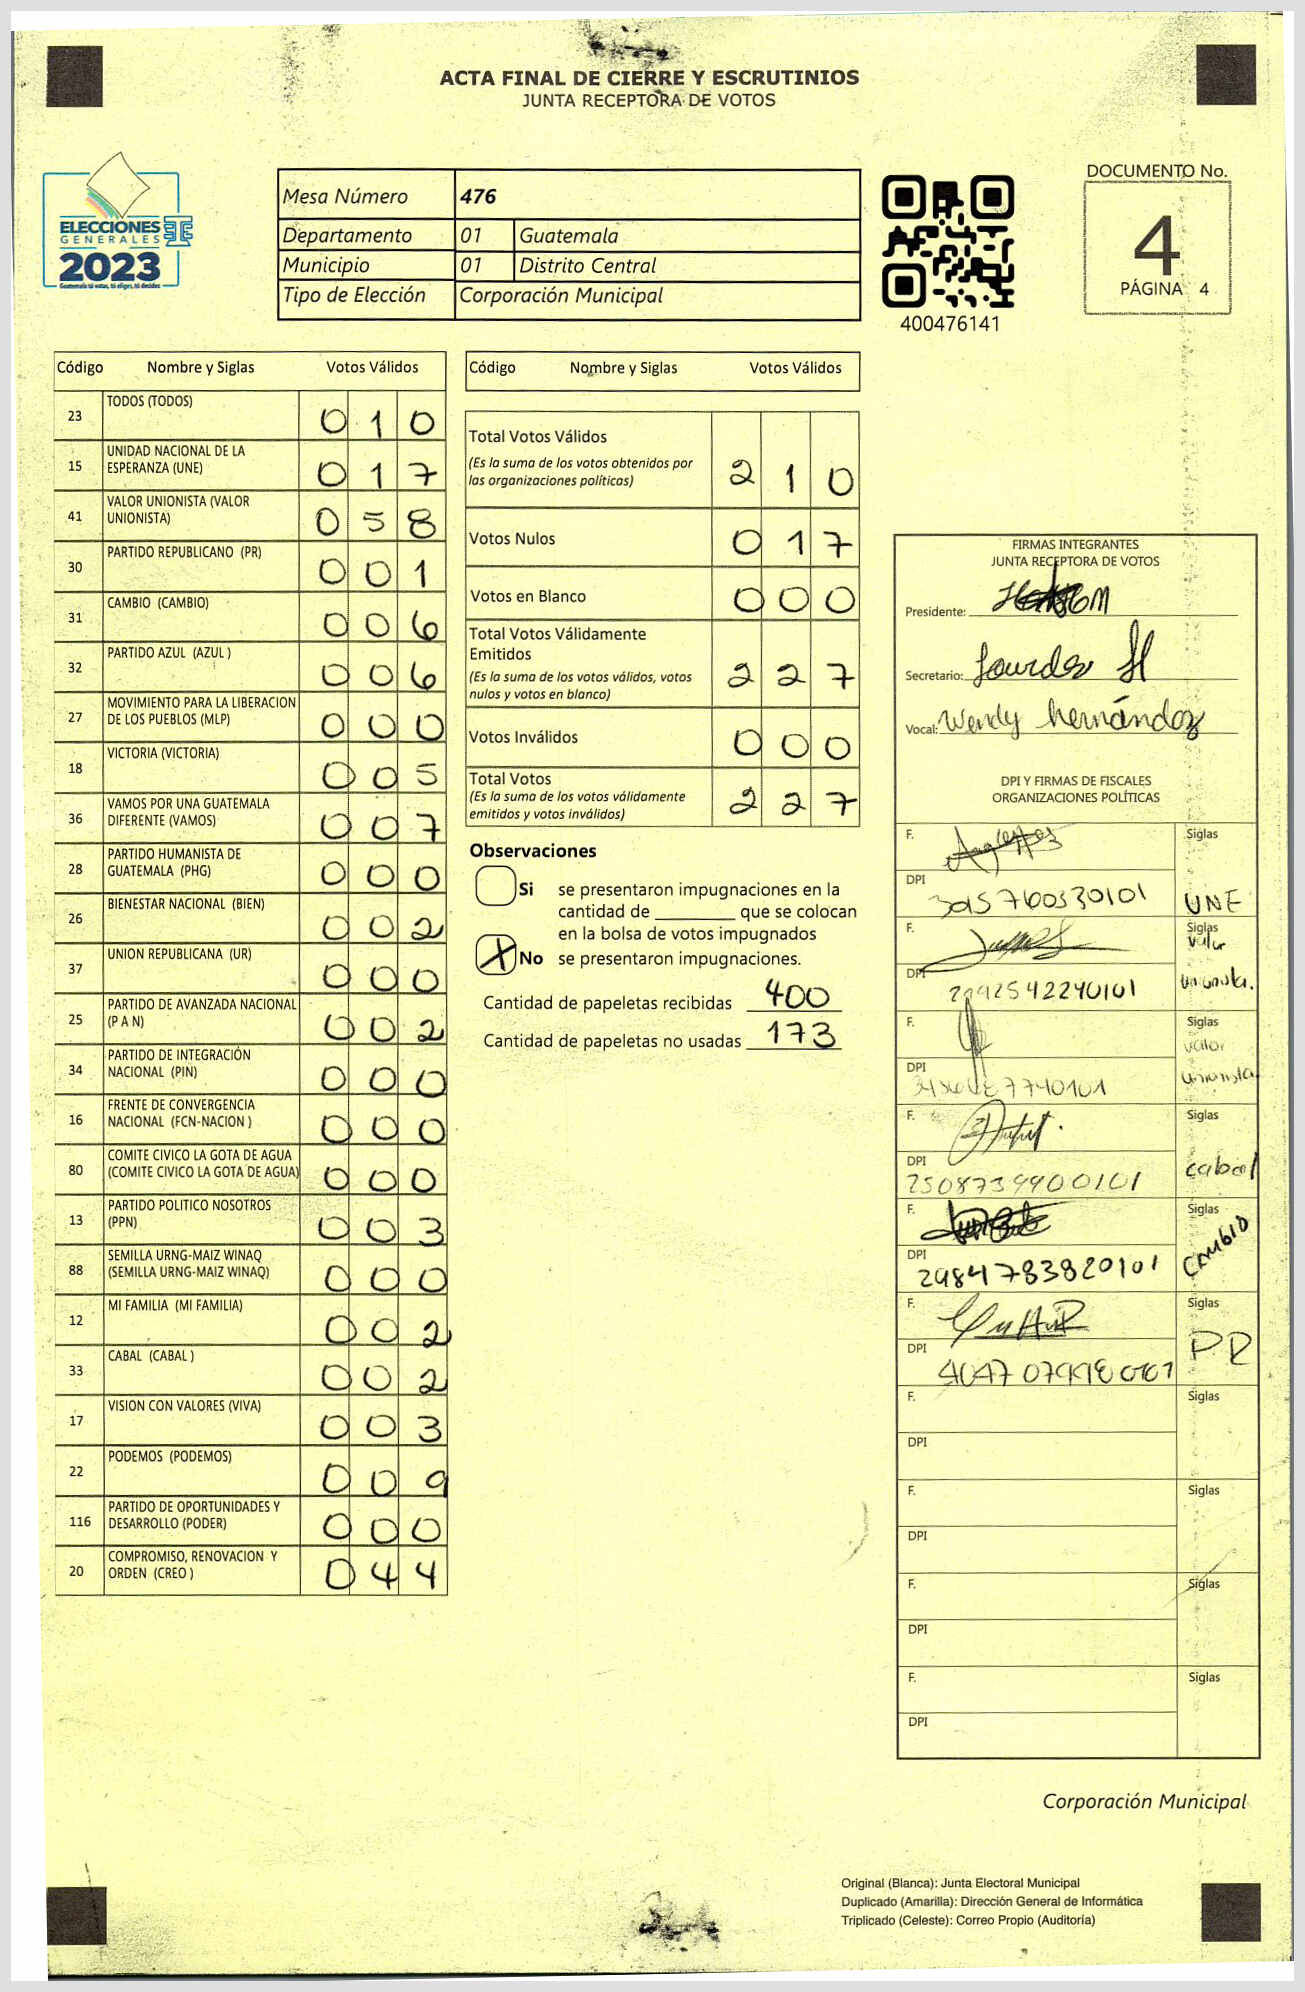 ACTA FINAL DE CIERRE Y ESCRUTINIOS
JUNTA RECEPTORA DE VOTOS
ELECCIONES
GENERALES
2023
Guatemala tú votas, tú eliges, tú decides
Mesa Número 476
Departamento 01 Guatemala
Municipio 01 Distrito Central
Tipo de Elección Corporación Municipal
400476141
DOCUMENTO No.
4
PÁGINA 4
Código Nombre y Siglas Votos Válidos
23 TODOS (TODOS) 0 1 0
15 UNIDAD NACIONAL DE LA
ESPERANZA (UNE) 0 1 7
41 VALOR UNIONISTA (VALOR
UNIONISTA) 0 5 8
30 PARTIDO REPUBLICANO (PR) 0 0 1
31 CAMBIO (CAMBIO) 0 0 6
32 PARTIDO AZUL (AZUL ) 0 0 6
27 MOVIMIENTO PARA LA LIBERACION
DE LOS PUEBLOS (MLP) 0 0 0
18 VICTORIA (VICTORIA) 0 0 5
36 VAMOS POR UNA GUATEMALA
DIFERENTE (VAMOS) 0 0 7
28 PARTIDO HUMANISTA DE
GUATEMALA (PHG) 0 0 0
26 BIENESTAR NACIONAL (BIEN) 0 0 2
37 UNION REPUBLICANA (UR) 0 0 0
25 PARTIDO DE AVANZADA NACIONAL
(P A N) 0 0 2
34 PARTIDO DE INTEGRACIÓN
NACIONAL (PIN) 0 0 0
16 FRENTE DE CONVERGENCIA
NACIONAL (FCN-NACION ) 0 0 0
80 COMITE CIVICO LA GOTA DE AGUA
(COMITE CIVICO LA GOTA DE AGUA) 0 0 0
13 PARTIDO POLITICO NOSOTROS
(PPN) 0 0 3
88 SEMILLA URNG-MAIZ WINAQ
(SEMILLA URNG-MAIZ WINAQ) 0 0 0
12 MI FAMILIA (MI FAMILIA) 0 0 2
33 CABAL (CABAL ) 0 0 2
17 VISION CON VALORES (VIVA) 0 0 3
22 PODEMOS (PODEMOS) 0 0 9
116 PARTIDO DE OPORTUNIDADES Y
DESARROLLO (PODER) 0 0 0
20 COMPROMISO, RENOVACION Y
ORDEN (CREO ) 0 4 4
Código Nombre y Siglas Votos Válidos
Total Votos Válidos
(Es la suma de los votos obtenidos por
las organizaciones políticas) 2 1 0
Votos Nulos 0 1 7
Votos en Blanco 0 0 0
Total Votos Válidamente
Emitidos
(Es la suma de los votos válidos, votos
nulos y votos en blanco) 2 2 7
Votos Inválidos 0 0 0
Total Votos
(Es la suma de los votos válidamente
emitidos y votos inválidos) 2 2 7
Observaciones
Si se presentaron impugnaciones en la
cantidad de ________ que se colocan
en la bolsa de votos impugnados
X No se presentaron impugnaciones.
Cantidad de papeletas recibidas 400
Cantidad de papeletas no usadas 173
FIRMAS INTEGRANTES
JUNTA RECEPTORA DE VOTOS
Presidente:
Secretario: Lourdes H
Vocal: Wendy hernández
DPI Y FIRMAS DE FISCALES
ORGANIZACIONES POLÍTICAS
F. Siglas
DPI 3015760330101 UNE
F. Siglas
valor
DPI 2992542240101 unionista.
F. Siglas
valor
DPI unionista
F. Siglas
DPI 2508739900101 cabal
F. Siglas
DPI 2984783820101 CAMBIO
F. Siglas
DPI PR
F. Siglas
DPI
F. Siglas
DPI
F. Siglas
DPI
F. Siglas
DPI
Corporación Municipal
Original (Blanca): Junta Electoral Municipal
Duplicado (Amarilla): Dirección General de Informática
Triplicado (Celeste): Correo Propio (Auditoría)